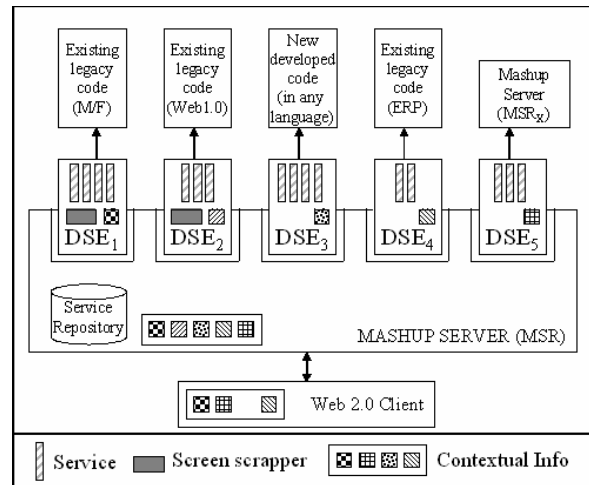 Existing
legacy
code
(M/F)
Existing
legacy
code
(Web1.0)
New
developed
code
(in any
language)
Existing
legacy
code
(ERP)
Mashup
Server
(MSRx)
DSE1
DSE2
DSE3
DSE4
DSE5
Service
Repository
MASHUP SERVER (MSR)
Web 2.0 Client
Service
Screen scrapper
Contextual Info